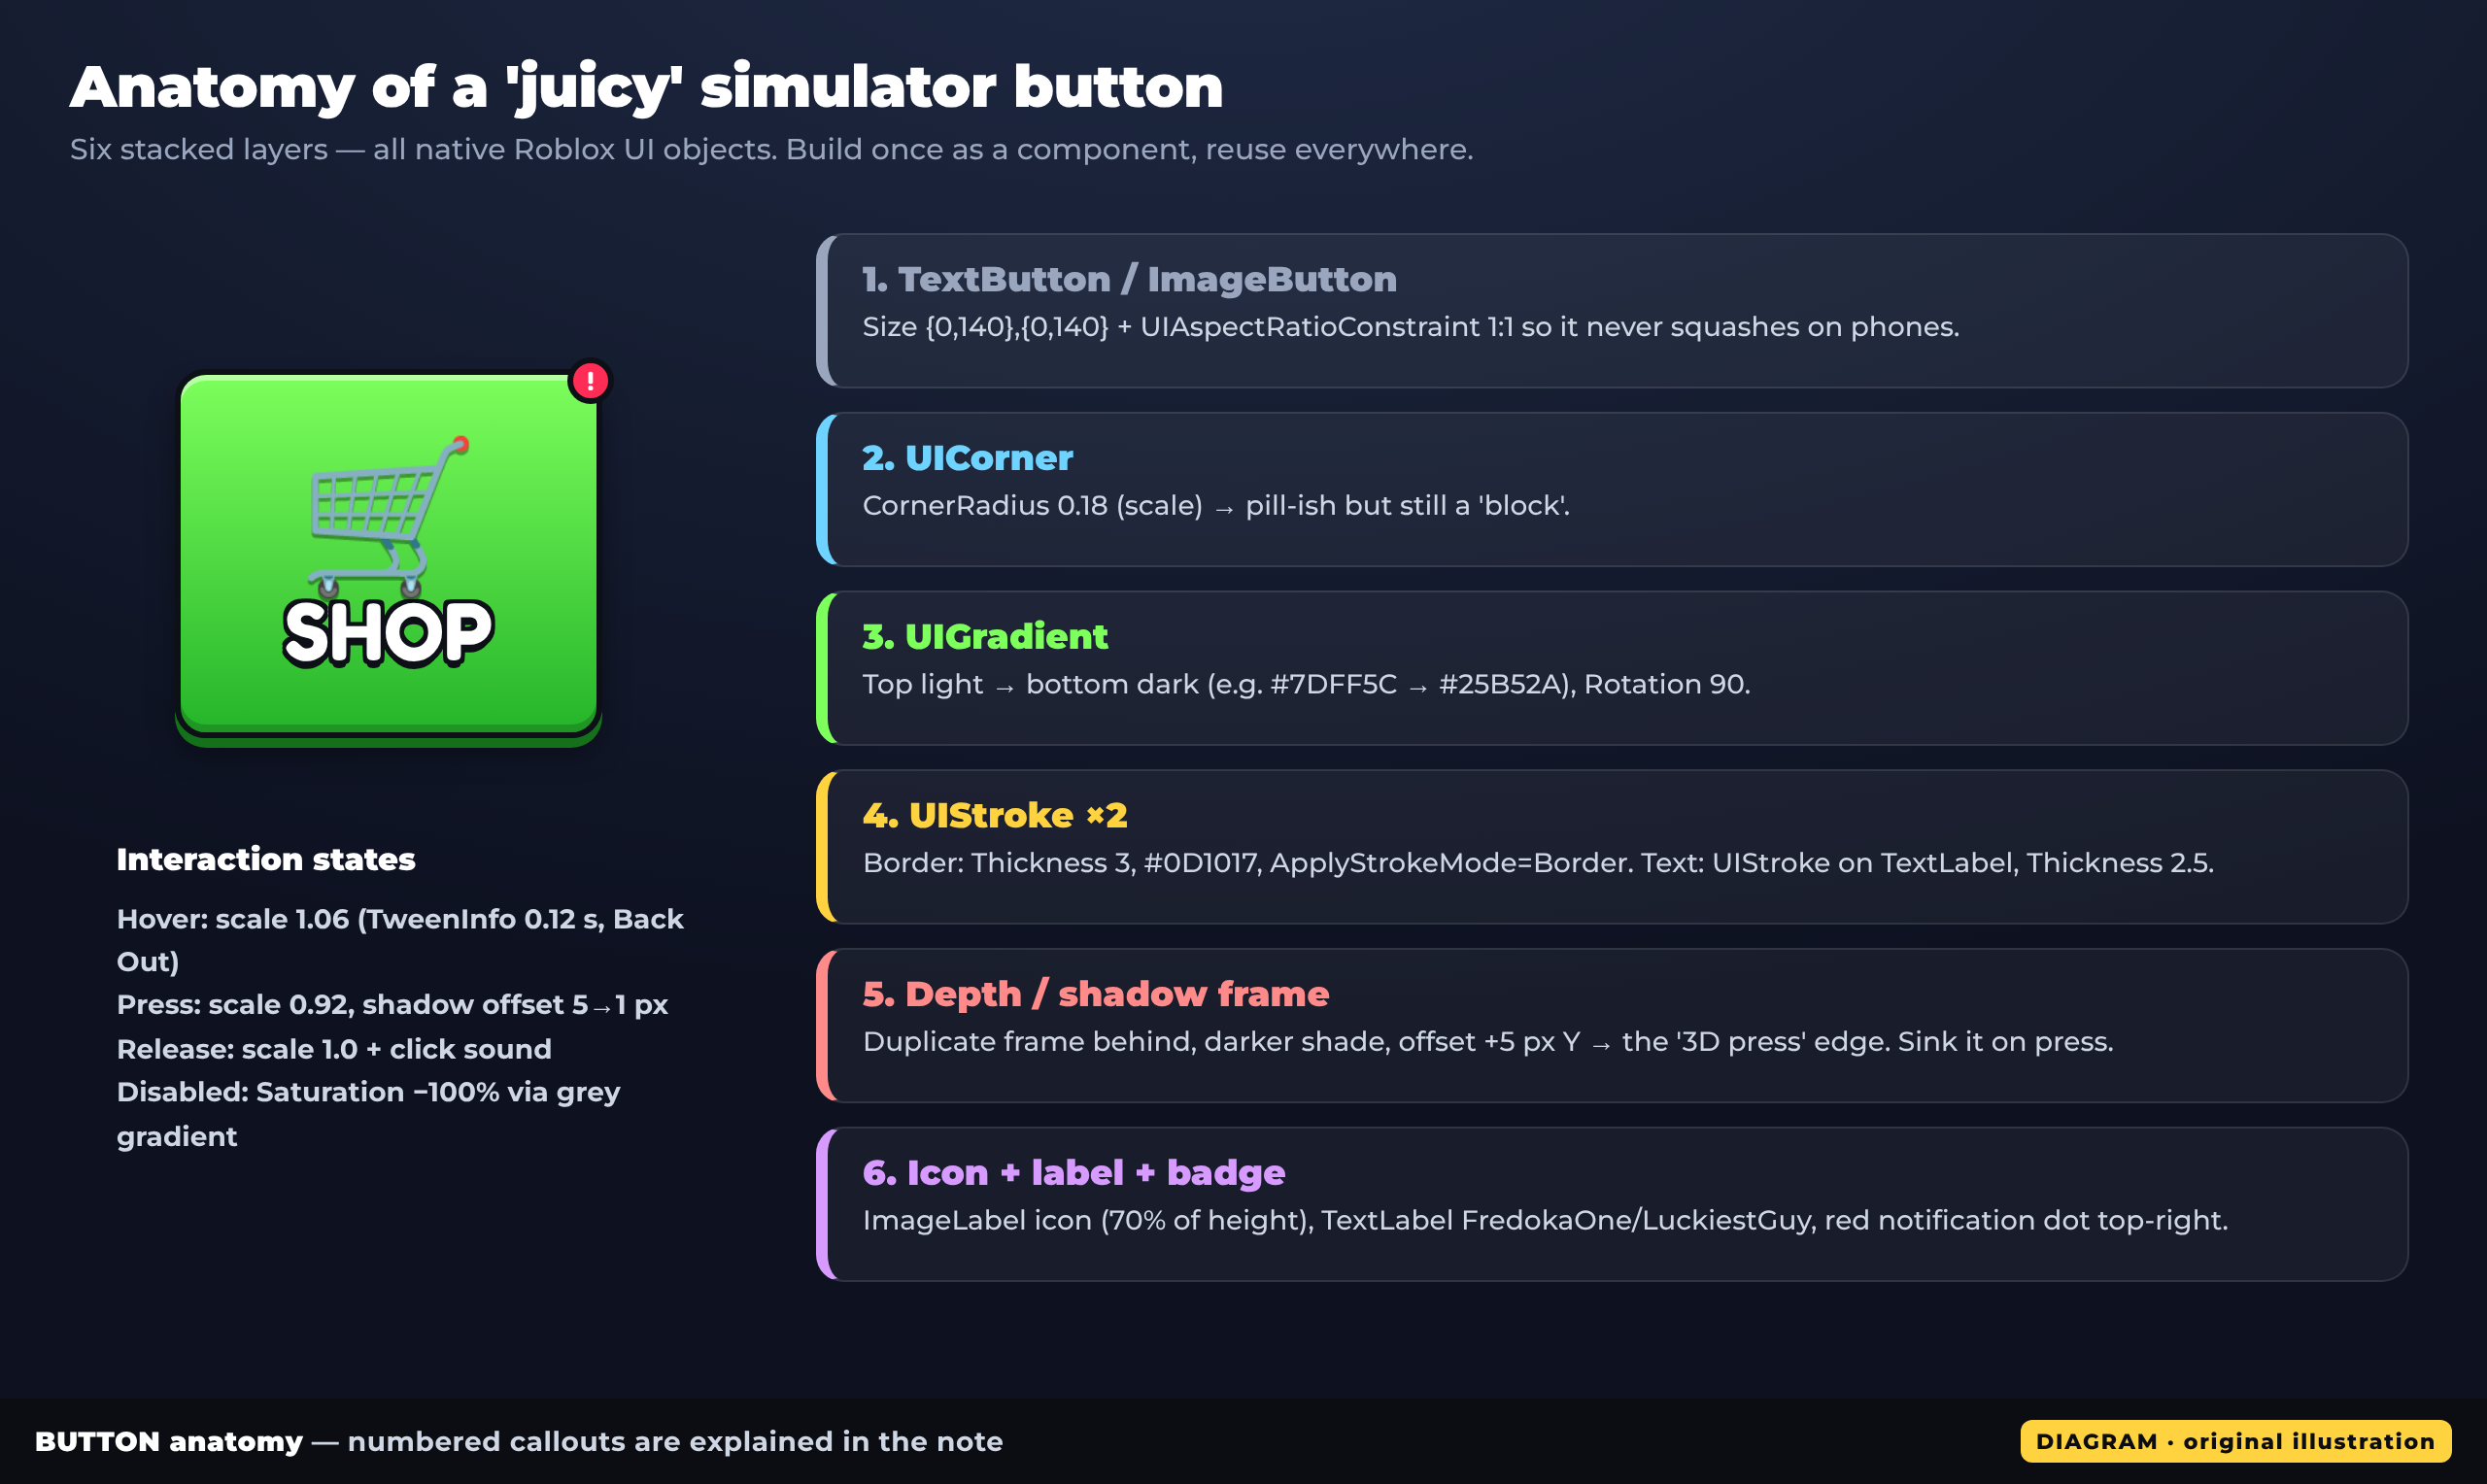 Anatomy of a 'juicy' simulator button
Six stacked layers — all native Roblox UI objects. Build once as a component, reuse everywhere.
!
SHOP
Interaction states
Hover: scale 1.06 (TweenInfo 0.12 s, Back
Out)
Press: scale 0.92, shadow offset 5→1 px
Release: scale 1.0 + click sound
Disabled: Saturation −100% via grey
gradient
1. TextButton / ImageButton
Size {0,140},{0,140} + UIAspectRatioConstraint 1:1 so it never squashes on phones.
2. UICorner
CornerRadius 0.18 (scale) → pill-ish but still a 'block'.
3. UIGradient
Top light → bottom dark (e.g. #7DFF5C → #25B52A), Rotation 90.
4. UIStroke ×2
Border: Thickness 3, #0D1017, ApplyStrokeMode=Border. Text: UIStroke on TextLabel, Thickness 2.5.
5. Depth / shadow frame
Duplicate frame behind, darker shade, offset +5 px Y → the '3D press' edge. Sink it on press.
6. Icon + label + badge
ImageLabel icon (70% of height), TextLabel FredokaOne/LuckiestGuy, red notification dot top-right.
BUTTON anatomy — numbered callouts are explained in the note
DIAGRAM · original illustration